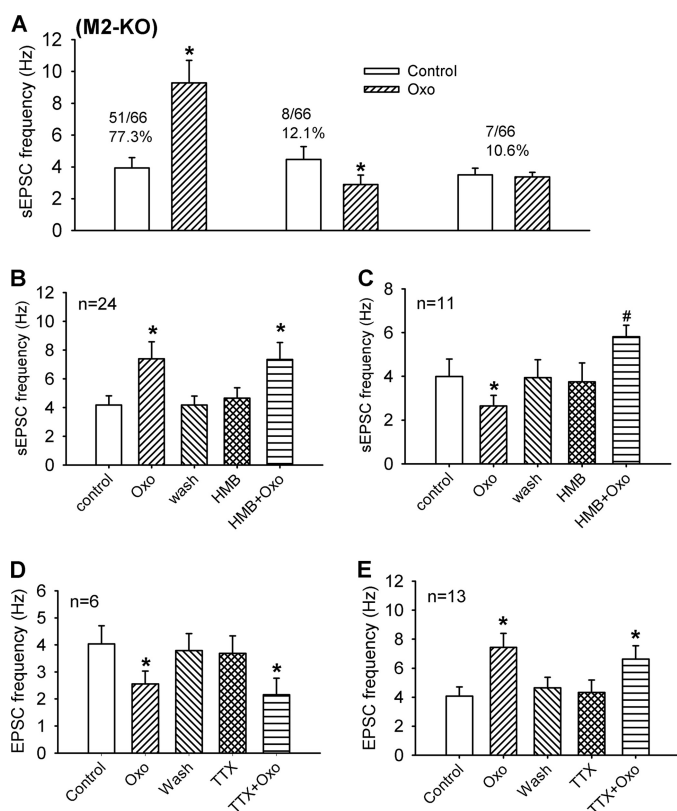 A (M2-KO)
sEPSC frequency (Hz)
12
10
8
6
4
2
0
51/66
77.3%
*
8/66
12.1%
*
7/66
10.6%
Control
Oxo
B
sEPSC frequency (Hz)
12
10
8
6
4
2
0
n=24
* *
control Oxo wash HMB HMB+Oxo
C
sEPSC frequency (Hz)
8
6
4
2
0
n=11
* #
control Oxo wash HMB HMB+Oxo
D
EPSC frequency (Hz)
6
5
4
3
2
1
0
n=6
* *
Control Oxo Wash TTX TTX+Oxo
E
EPSC frequency (Hz)
12
10
8
6
4
2
0
n=13
* *
Control Oxo Wash TTX TTX+Oxo